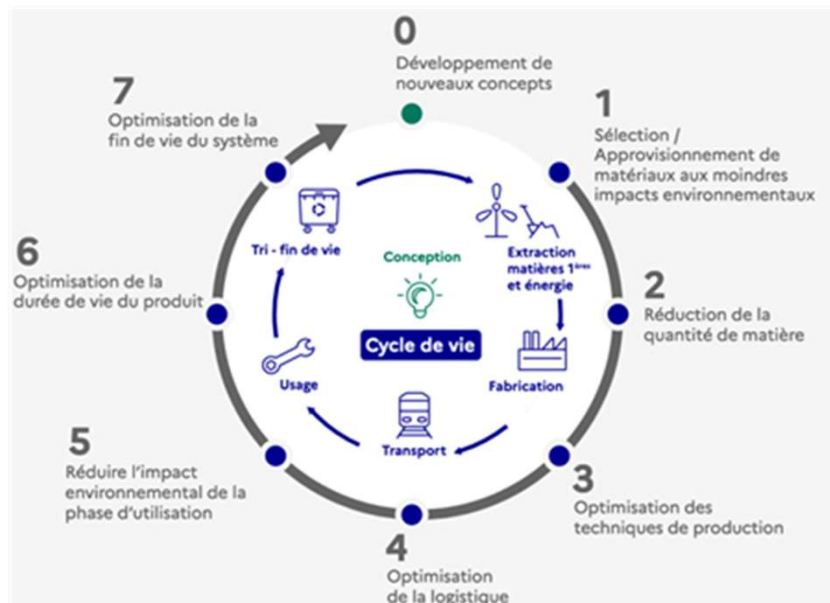 0
Développement de
nouveaux concepts
1
Sélection /
Approvisionnement de
matériaux aux moindres
impacts environnementaux
2
Réduction de la
quantité de matière
3
Optimisation des
techniques de production
4
Optimisation
de la logistique
5
Réduire l'impact
environnemental de la
phase d'utilisation
6
Optimisation de la
durée de vie du produit
7
Optimisation de la
fin de vie du système
Conception
Cycle de vie
Extraction
matières 1ères
et énergie
Fabrication
Transport
Usage
Tri - fin de vie